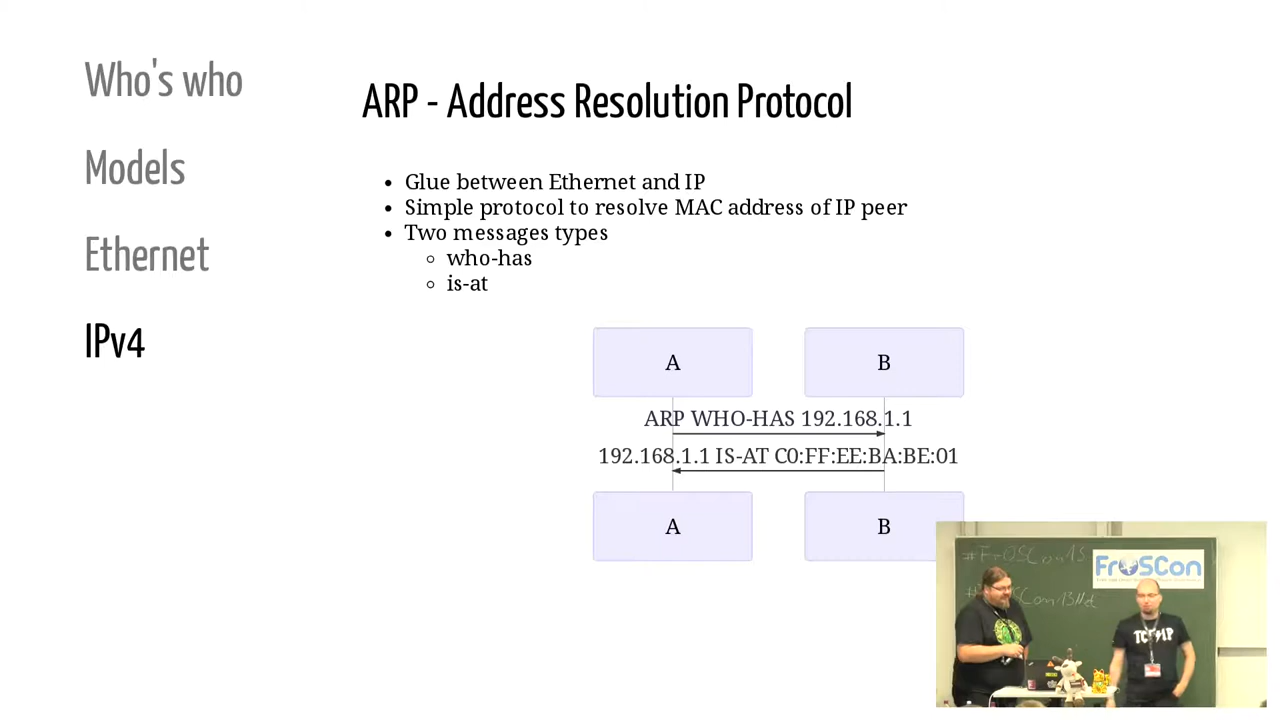 Who's who
Models
Ethernet
IPv4
ARP - Address Resolution Protocol
Glue between Ethernet and IP
Simple protocol to resolve MAC address of IP peer
Two messages types
who-has
is-at
A
B
ARP WHO-HAS 192.168.1.1
192.168.1.1 IS-AT C0:FF:EE:BA:BE:01
A
B
FrOSCon
TCP/IP